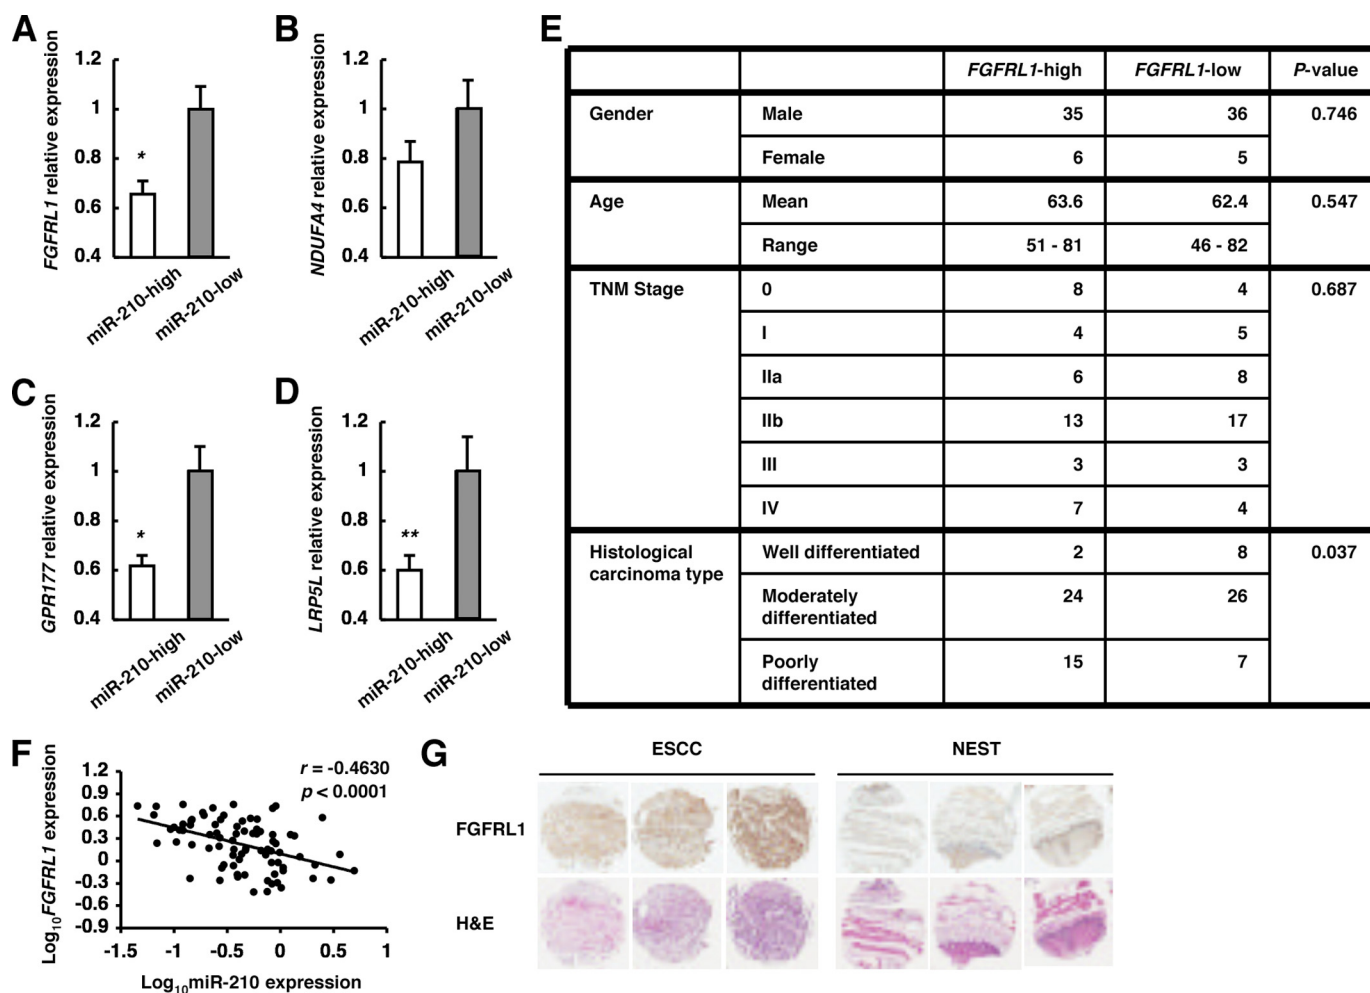 A
FGFRL1 relative expression
1.2
1
0.8
0.6
0.4
*
miR-210-high
miR-210-low
B
NDUFA4 relative expression
1.2
1
0.8
0.6
0.4
miR-210-high
miR-210-low
C
GPR177 relative expression
1.2
1
0.8
0.6
0.4
*
miR-210-high
miR-210-low
D
LRP5L relative expression
1.2
1
0.8
0.6
0.4
**
miR-210-high
miR-210-low
E
FGFRL1-high FGFRL1-low P-value
Gender Male 35 36 0.746
Female 6 5
Age Mean 63.6 62.4 0.547
Range 51 - 81 46 - 82
TNM Stage 0 8 4 0.687
I 4 5
IIa 6 8
IIb 13 17
III 3 3
IV 7 4
Histological Well differentiated 2 8 0.037
carcinoma type
Moderately 24 26
differentiated
Poorly 15 7
differentiated
F
Log10FGFRL1 expression
1.2
0.9
0.6
0.3
0
-0.3
-0.6
-0.9
r = -0.4630
p < 0.0001
-1.5 -1 -0.5 0 0.5 1
Log10miR-210 expression
G
ESCC NEST
FGFRL1
H&E